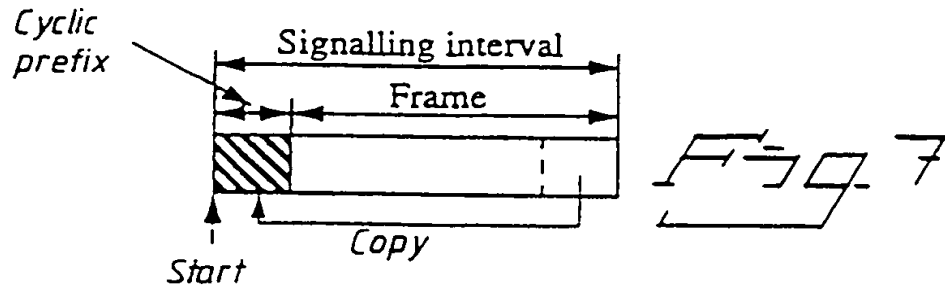 Cyclic
prefix
Signalling interval
Frame
Fig. 7
Copy
Start